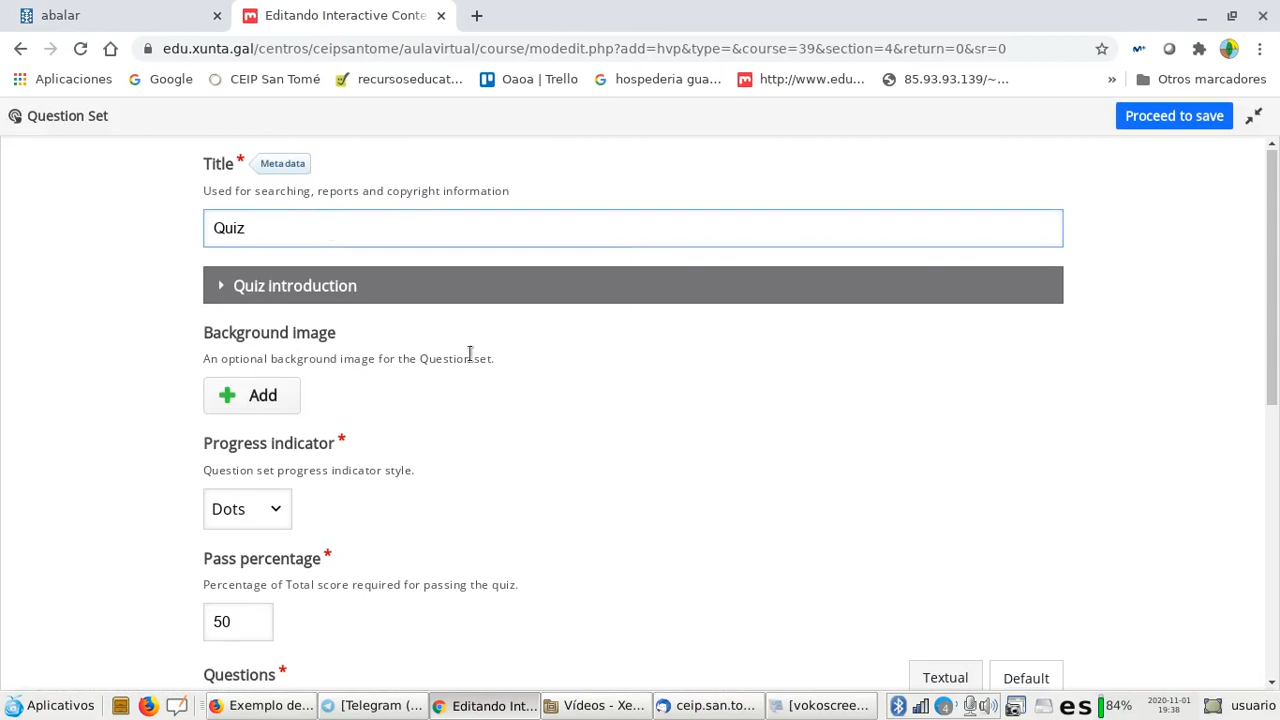 abalar
Editando Interactive Conte
edu.xunta.gal/centros/ceipsantome/aulavirtual/course/modedit.php?add=hvp&type=&course=39&section=4&return=0&sr=0
Aplicaciones Google CEIP San Tomé recursoseducat... Oaoa | Trello hospederia gua... http://www.edu... 85.93.93.139/~... » Otros marcadores
Question Set Proceed to save
Title * Metadata
Used for searching, reports and copyright information
Quiz
Quiz introduction
Background image
An optional background image for the Question set.
Add
Progress indicator *
Question set progress indicator style.
Dots
Pass percentage *
Percentage of Total score required for passing the quiz.
50
Questions * Textual Default
Aplicativos Exemplo de... [Telegram (... Editando Int... Vídeos - Xe... ceip.san.to... [vokoscree... 4 es 84% 2020-11-01 19:38 usuario